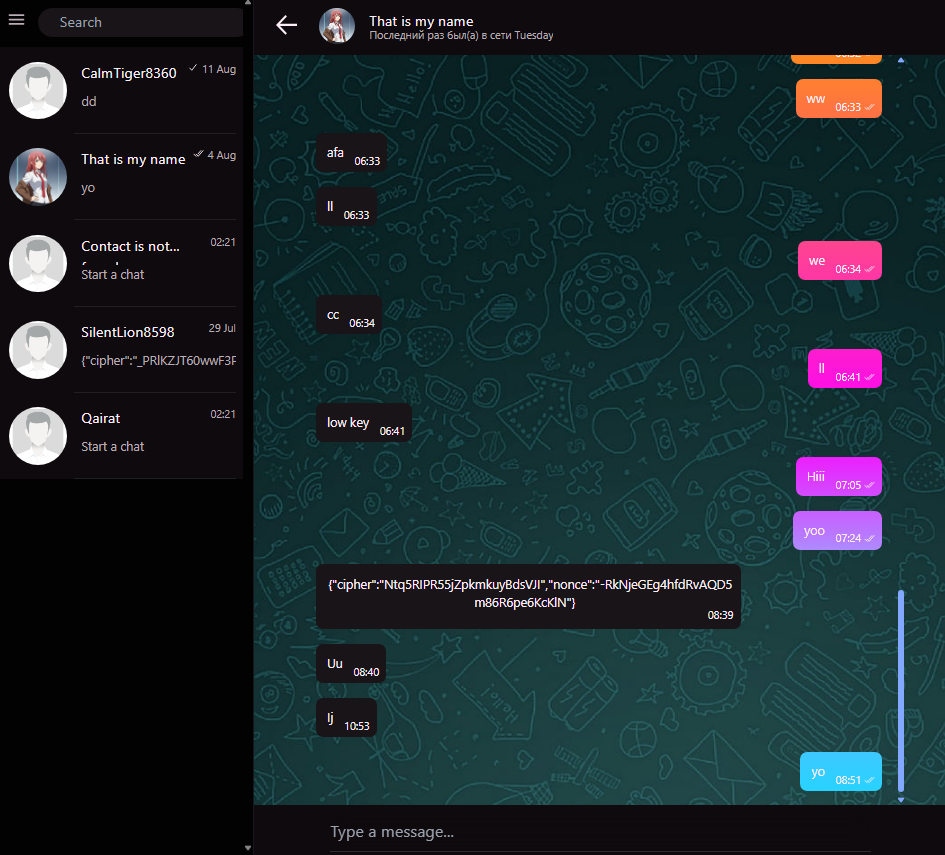 Search
CalmTiger8360
11 Aug
dd
That is my name
4 Aug
yo
Contact is not...
02:21
Start a chat
SilentLion8598
29 Jul
{"cipher":"_PRlKZJT60wwF3F
Qairat
02:21
Start a chat
That is my name
Последний раз был(а) в сети Tuesday
ww
06:33
afa
06:33
ll
06:33
we
06:34
cc
06:34
ll
06:41
low key
06:41
Hiii
07:05
yoo
07:24
{"cipher":"Ntq5RIPR55jZpkmkuyBdsVJI","nonce":"-RkNjeGEg4hfdRvAQD5
m86R6pe6KcKlN"}
08:39
Uu
08:40
Ij
10:53
yo
08:51
Type a message...